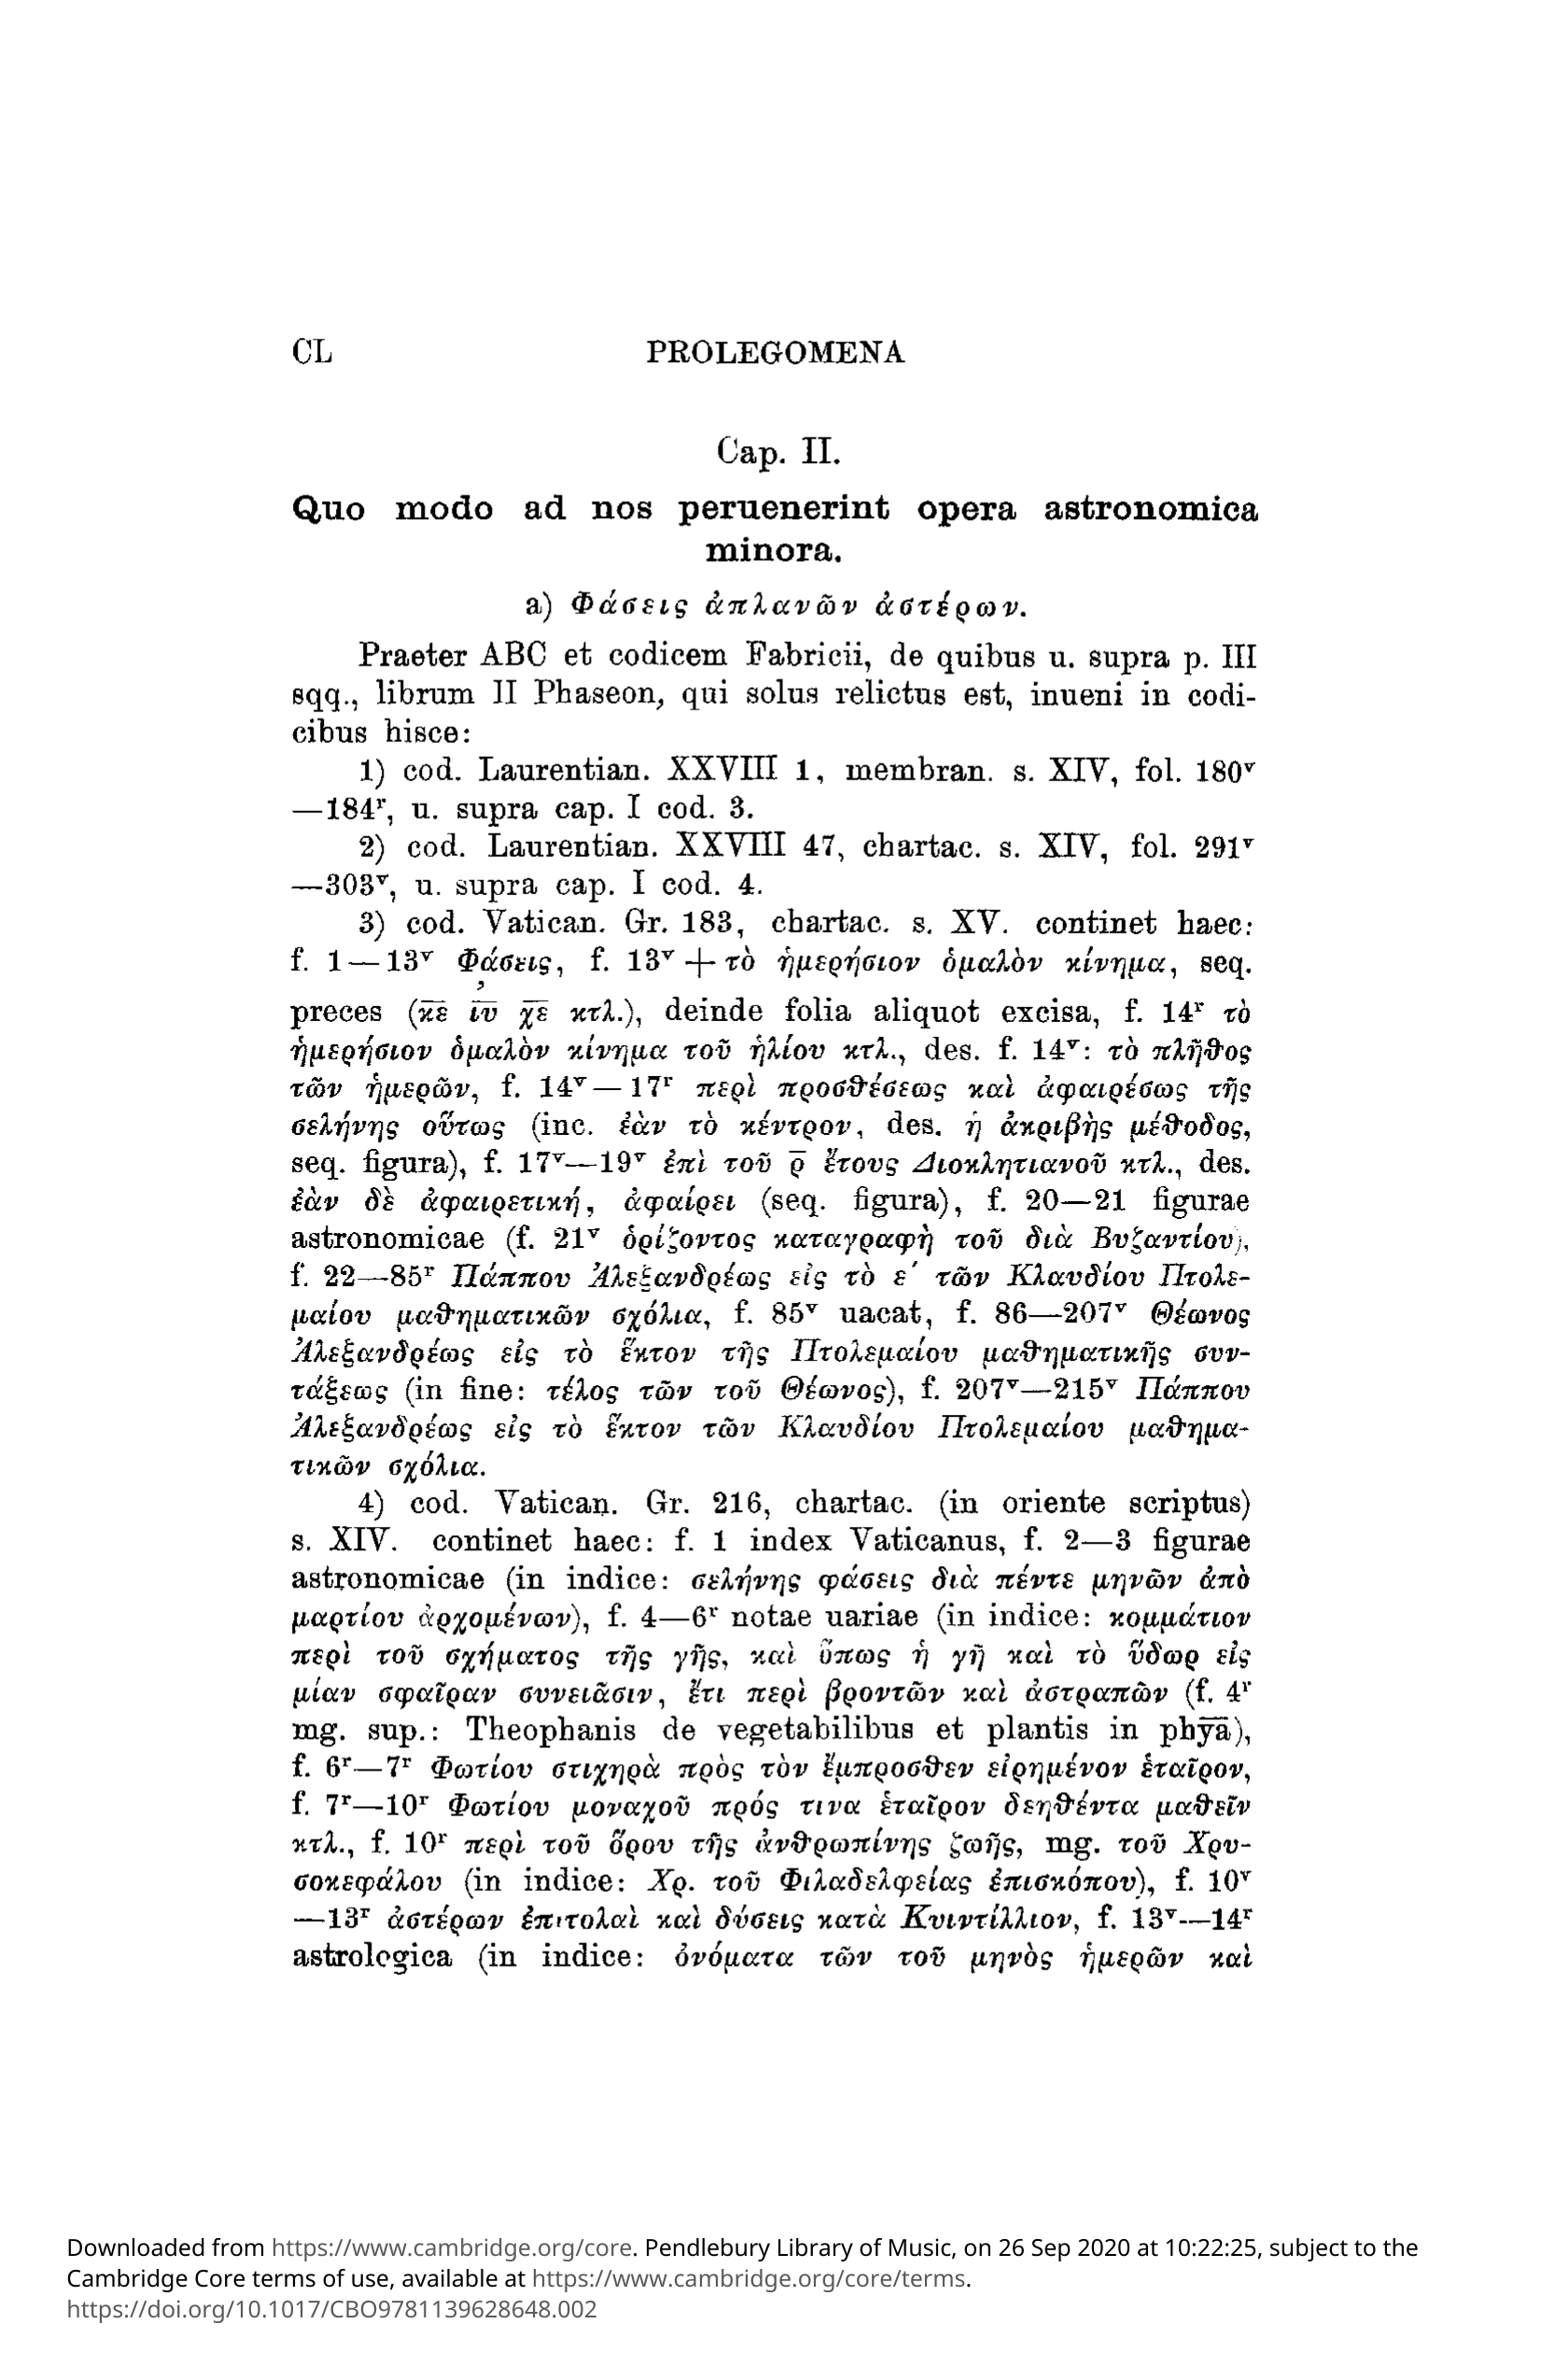 CL PROLEGOMENA
Cap. II.
Quo modo ad nos peruenerint opera astronomica
minora.
a) Φάσεις ἀπλανῶν ἀστέρων.
Praeter ABC et codicem Fabricii, de quibus u. supra p. III
sqq., librum II Phaseon, qui solus relictus est, inueni in codi-
cibus hisce:
1) cod. Laurentian. XXVIII 1, membran. s. XIV, fol. 180ᵛ
—184ʳ, u. supra cap. I cod. 3.
2) cod. Laurentian. XXVIII 47, chartac. s. XIV, fol. 291ᵛ
—303ᵛ, u. supra cap. I cod. 4.
3) cod. Vatican. Gr. 183, chartac. s. XV. continet haec:
f. 1—13ᵛ Φάσεις, f. 13ᵛ + τὸ ἡμερήσιον ὁμαλὸν κίνημα, seq.
preces (κ̅ε̅ ι̅υ̅̓ χ̅ε̅ κτλ.), deinde folia aliquot excisa, f. 14ʳ τὸ
ἡμερήσιον ὁμαλὸν κίνημα τοῦ ἡλίου κτλ., des. f. 14ᵛ: τὸ πλῆθος
τῶν ἡμερῶν, f. 14ᵛ—17ʳ περὶ προσθέσεως καὶ ἀφαιρέσως τῆς
σελήνης οὕτως (inc. ἐὰν τὸ κέντρον, des. ἡ ἀκριβὴς μέθοδος,
seq. figura), f. 17ᵛ—19ᵛ ἐπὶ τοῦ ρ̅ ἔτους Διοκλητιανοῦ κτλ., des.
ἐὰν δὲ ἀφαιρετική, ἀφαίρει (seq. figura), f. 20—21 figurae
astronomicae (f. 21ᵛ ὁρίζοντος καταγραφὴ τοῦ διὰ Βυζαντίου),
f. 22—85ʳ Πάππου Ἀλεξανδρέως εἰς τὸ ε´ τῶν Κλαυδίου Πτολε-
μαίου μαθηματικῶν σχόλια, f. 85ᵛ uacat, f. 86—207ᵛ Θέωνος
Ἀλεξανδρέως εἰς τὸ ἕκτον τῆς Πτολεμαίου μαθηματικῆς συν-
τάξεως (in fine: τέλος τῶν τοῦ Θέωνος), f. 207ᵛ—215ᵛ Πάππου
Ἀλεξανδρέως εἰς τὸ ἕκτον τῶν Κλαυδίου Πτολεμαίου μαθημα-
τικῶν σχόλια.
4) cod. Vatican. Gr. 216, chartac. (in oriente scriptus)
s. XIV. continet haec: f. 1 index Vaticanus, f. 2—3 figurae
astronomicae (in indice: σελήνης φάσεις διὰ πέντε μηνῶν ἀπὸ
μαρτίου ἀρχομένων), f. 4—6ʳ notae uariae (in indice: κομμάτιον
περὶ τοῦ σχήματος τῆς γῆς, καὶ ὅπως ἡ γῆ καὶ τὸ ὕδωρ εἰς
μίαν σφαῖραν συνειᾶσιν, ἔτι περὶ βροντῶν καὶ ἀστραπῶν (f. 4ʳ
mg. sup.: Theophanis de vegetabilibus et plantis in phy̅a̅),
f. 6ʳ—7ʳ Φωτίου στιχηρὰ πρὸς τὸν ἔμπροσθεν εἰρημένον ἑταῖρον,
f. 7ʳ—10ʳ Φωτίου μοναχοῦ πρός τινα ἑταῖρον δεηθέντα μαθεῖν
κτλ., f. 10ʳ περὶ τοῦ ὅρου τῆς ἀνθρωπίνης ζωῆς, mg. τοῦ Χρυ-
σοκεφάλου (in indice: Χρ. τοῦ Φιλαδελφείας ἐπισκόπου), f. 10ᵛ
—13ʳ ἀστέρων ἐπιτολαὶ καὶ δύσεις κατὰ Κυιντίλλιον, f. 13ᵛ—14ʳ
astrologica (in indice: ὀνόματα τῶν τοῦ μηνὸς ἡμερῶν καὶ
Downloaded from https://www.cambridge.org/core. Pendlebury Library of Music, on 26 Sep 2020 at 10:22:25, subject to the
Cambridge Core terms of use, available at https://www.cambridge.org/core/terms.
https://doi.org/10.1017/CBO9781139628648.002